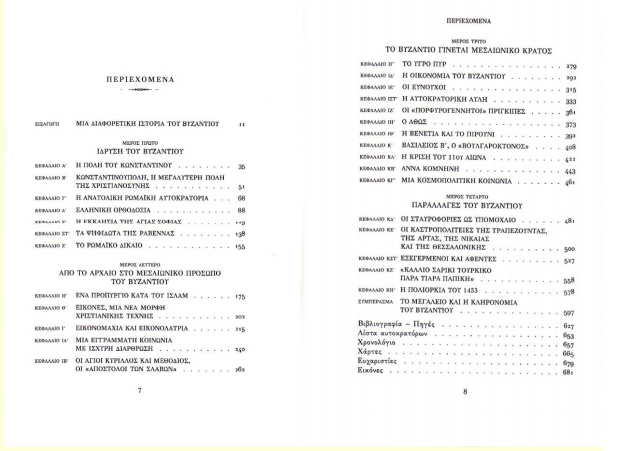 ΠΕΡΙΕΧΟΜΕΝΑ
ΕΙΣΑΓΩΓΗ ΜΙΑ ΔΙΑΦΟΡΕΤΙΚΗ ΙΣΤΟΡΙΑ ΤΟΥ ΒΥΖΑΝΤΙΟΥ . . . . . 11
ΜΕΡΟΣ ΠΡΩΤΟ
ΙΔΡΥΣΗ ΤΟΥ ΒΥΖΑΝΤΙΟΥ
ΚΕΦΑΛΑΙΟ Α΄ Η ΠΟΛΗ ΤΟΥ ΚΩΝΣΤΑΝΤΙΝΟΥ . . . . . . . . 35
ΚΕΦΑΛΑΙΟ Β΄ ΚΩΝΣΤΑΝΤΙΝΟΥΠΟΛΗ, Η ΜΕΓΑΛΥΤΕΡΗ ΠΟΛΗ
ΤΗΣ ΧΡΙΣΤΙΑΝΟΣΥΝΗΣ . . . . . . . . . . 51
ΚΕΦΑΛΑΙΟ Γ΄ Η ΑΝΑΤΟΛΙΚΗ ΡΩΜΑΪΚΗ ΑΥΤΟΚΡΑΤΟΡΙΑ . . . 68
ΚΕΦΑΛΑΙΟ Δ΄ ΕΛΛΗΝΙΚΗ ΟΡΘΟΔΟΞΙΑ . . . . . . . . . . 88
ΚΕΦΑΛΑΙΟ Ε΄ Η ΕΚΚΛΗΣΙΑ ΤΗΣ ΑΓΙΑΣ ΣΟΦΙΑΣ . . . . . . 119
ΚΕΦΑΛΑΙΟ ΣΤ΄ ΤΑ ΨΗΦΙΔΩΤΑ ΤΗΣ ΡΑΒΕΝΝΑΣ . . . . . . . 138
ΚΕΦΑΛΑΙΟ Ζ΄ ΤΟ ΡΩΜΑΪΚΟ ΔΙΚΑΙΟ . . . . . . . . . . . 155
ΜΕΡΟΣ ΔΕΥΤΕΡΟ
ΑΠΟ ΤΟ ΑΡΧΑΙΟ ΣΤΟ ΜΕΣΑΙΩΝΙΚΟ ΠΡΟΣΩΠΟ
ΤΟΥ ΒΥΖΑΝΤΙΟΥ
ΚΕΦΑΛΑΙΟ Η΄ ΕΝΑ ΠΡΟΠΥΡΓΙΟ ΚΑΤΑ ΤΟΥ ΙΣΛΑΜ . . . . . 175
ΚΕΦΑΛΑΙΟ Θ΄ ΕΙΚΟΝΕΣ, ΜΙΑ ΝΕΑ ΜΟΡΦΗ
ΧΡΙΣΤΙΑΝΙΚΗΣ ΤΕΧΝΗΣ . . . . . . . . . . 202
ΚΕΦΑΛΑΙΟ Ι΄ ΕΙΚΟΝΟΜΑΧΙΑ ΚΑΙ ΕΙΚΟΝΟΛΑΤΡΙΑ . . . . . 215
ΚΕΦΑΛΑΙΟ ΙΑ΄ ΜΙΑ ΕΓΓΡΑΜΜΑΤΗ ΚΟΙΝΩΝΙΑ
ΜΕ ΙΣΧΥΡΗ ΔΙΑΡΘΡΩΣΗ . . . . . . . . . . 240
ΚΕΦΑΛΑΙΟ ΙΒ΄ ΟΙ ΑΓΙΟΙ ΚΥΡΙΛΛΟΣ ΚΑΙ ΜΕΘΟΔΙΟΣ,
ΟΙ «ΑΠΟΣΤΟΛΟΙ ΤΩΝ ΣΛΑΒΩΝ» . . . . . . . 262
7
ΠΕΡΙΕΧΟΜΕΝΑ
ΜΕΡΟΣ ΤΡΙΤΟ
ΤΟ ΒΥΖΑΝΤΙΟ ΓΙΝΕΤΑΙ ΜΕΣΑΙΩΝΙΚΟ ΚΡΑΤΟΣ
ΚΕΦΑΛΑΙΟ ΙΓ΄ ΤΟ ΥΓΡΟ ΠΥΡ . . . . . . . . . . . . . . 279
ΚΕΦΑΛΑΙΟ ΙΔ΄ Η ΟΙΚΟΝΟΜΙΑ ΤΟΥ ΒΥΖΑΝΤΙΟΥ . . . . . . 292
ΚΕΦΑΛΑΙΟ ΙΕ΄ ΟΙ ΕΥΝΟΥΧΟΙ . . . . . . . . . . . . . . 315
ΚΕΦΑΛΑΙΟ ΙΣΤ΄ Η ΑΥΤΟΚΡΑΤΟΡΙΚΗ ΑΥΛΗ . . . . . . . . . 333
ΚΕΦΑΛΑΙΟ ΙΖ΄ ΟΙ «ΠΟΡΦΥΡΟΓΕΝΝΗΤΟΙ» ΠΡΙΓΚΙΠΕΣ . . . . 361
ΚΕΦΑΛΑΙΟ ΙΗ΄ Ο ΑΘΩΣ . . . . . . . . . . . . . . . . 373
ΚΕΦΑΛΑΙΟ ΙΘ΄ Η ΒΕΝΕΤΙΑ ΚΑΙ ΤΟ ΠΙΡΟΥΝΙ . . . . . . . 392
ΚΕΦΑΛΑΙΟ Κ΄ ΒΑΣΙΛΕΙΟΣ Β΄, Ο «ΒΟΥΛΓΑΡΟΚΤΟΝΟΣ» . . . 408
ΚΕΦΑΛΑΙΟ ΚΑ΄ Η ΚΡΙΣΗ ΤΟΥ 11ου ΑΙΩΝΑ . . . . . . . . 422
ΚΕΦΑΛΑΙΟ ΚΒ΄ ΑΝΝΑ ΚΟΜΝΗΝΗ . . . . . . . . . . . . . 443
ΚΕΦΑΛΑΙΟ ΚΓ΄ ΜΙΑ ΚΟΣΜΟΠΟΛΙΤΙΚΗ ΚΟΙΝΩΝΙΑ . . . . . . 461
ΜΕΡΟΣ ΤΕΤΑΡΤΟ
ΠΑΡΑΛΛΑΓΕΣ ΤΟΥ ΒΥΖΑΝΤΙΟΥ
ΚΕΦΑΛΑΙΟ ΚΔ΄ ΟΙ ΣΤΑΥΡΟΦΟΡΙΕΣ ΩΣ ΥΠΟΜΟΧΛΙΟ . . . . . 481
ΚΕΦΑΛΑΙΟ ΚΕ΄ ΟΙ ΚΑΣΤΡΟΠΟΛΙΤΕΙΕΣ ΤΗΣ ΤΡΑΠΕΖΟΥΝΤΑΣ,
ΤΗΣ ΑΡΤΑΣ, ΤΗΣ ΝΙΚΑΙΑΣ
ΚΑΙ ΤΗΣ ΘΕΣΣΑΛΟΝΙΚΗΣ . . . . . . . . . . 500
ΚΕΦΑΛΑΙΟ ΚΣΤ΄ ΕΞΕΓΕΡΜΕΝΟΙ ΚΑΙ ΑΦΕΝΤΕΣ . . . . . . . 527
ΚΕΦΑΛΑΙΟ ΚΖ΄ «ΚΑΛΛΙΟ ΣΑΡΙΚΙ ΤΟΥΡΚΙΚΟ
ΠΑΡΑ ΤΙΑΡΑ ΠΑΠΙΚΗ» . . . . . . . . . . . 558
ΚΕΦΑΛΑΙΟ ΚΗ΄ Η ΠΟΛΙΟΡΚΙΑ ΤΟΥ 1453 . . . . . . . . . 578
ΣΥΜΠΕΡΑΣΜΑ ΤΟ ΜΕΓΑΛΕΙΟ ΚΑΙ Η ΚΛΗΡΟΝΟΜΙΑ
ΤΟΥ ΒΥΖΑΝΤΙΟΥ . . . . . . . . . . . . . 597
Βιβλιογραφία – Πηγές . . . . . . . . . . . . . . . . 627
Λίστα αυτοκρατόρων . . . . . . . . . . . . . . . . . 653
Χρονολόγιο . . . . . . . . . . . . . . . . . . . . . 657
Χάρτες . . . . . . . . . . . . . . . . . . . . . . . 665
Ευχαριστίες . . . . . . . . . . . . . . . . . . . . . 679
Εικόνες . . . . . . . . . . . . . . . . . . . . . . . 681
8